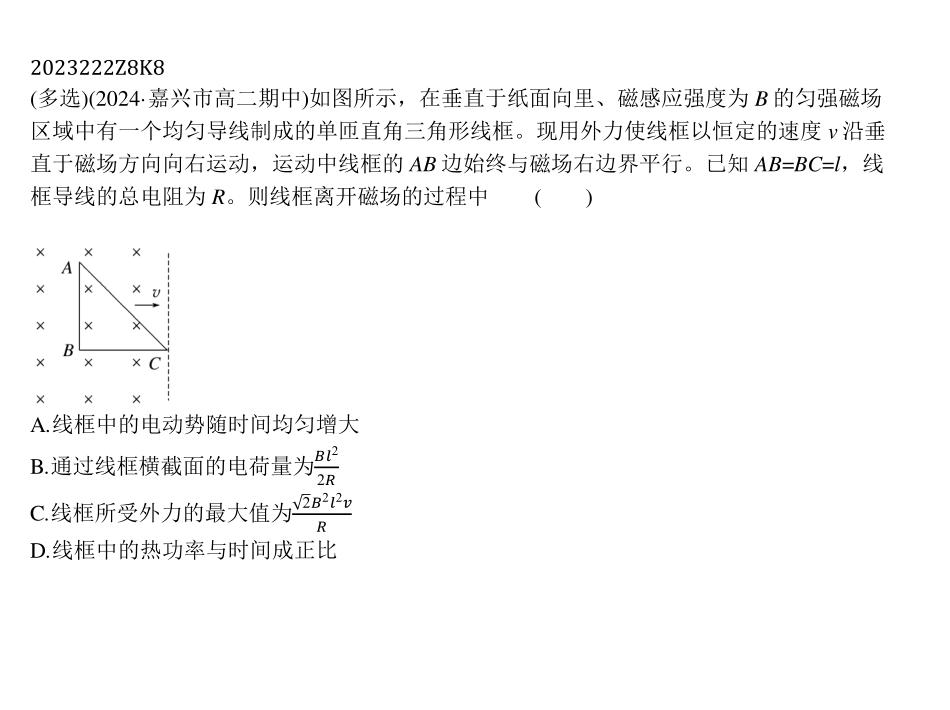 2023222Z8K8
(多选)(2024·嘉兴市高二期中)如图所示，在垂直于纸面向里、磁感应强度为 B 的匀强磁场
区域中有一个均匀导线制成的单匝直角三角形线框。现用外力使线框以恒定的速度 v 沿垂
直于磁场方向向右运动，运动中线框的 AB 边始终与磁场右边界平行。已知 AB=BC=l，线
框导线的总电阻为 R。则线框离开磁场的过程中 ( )
× × ×
A
× × × v
× × ×
B
× × × C
× × ×
A.线框中的电动势随时间均匀增大
B.通过线框横截面的电荷量为\frac{Bl^2}{2R}
C.线框所受外力的最大值为\frac{\sqrt{2}B^2l^2v}{R}
D.线框中的热功率与时间成正比